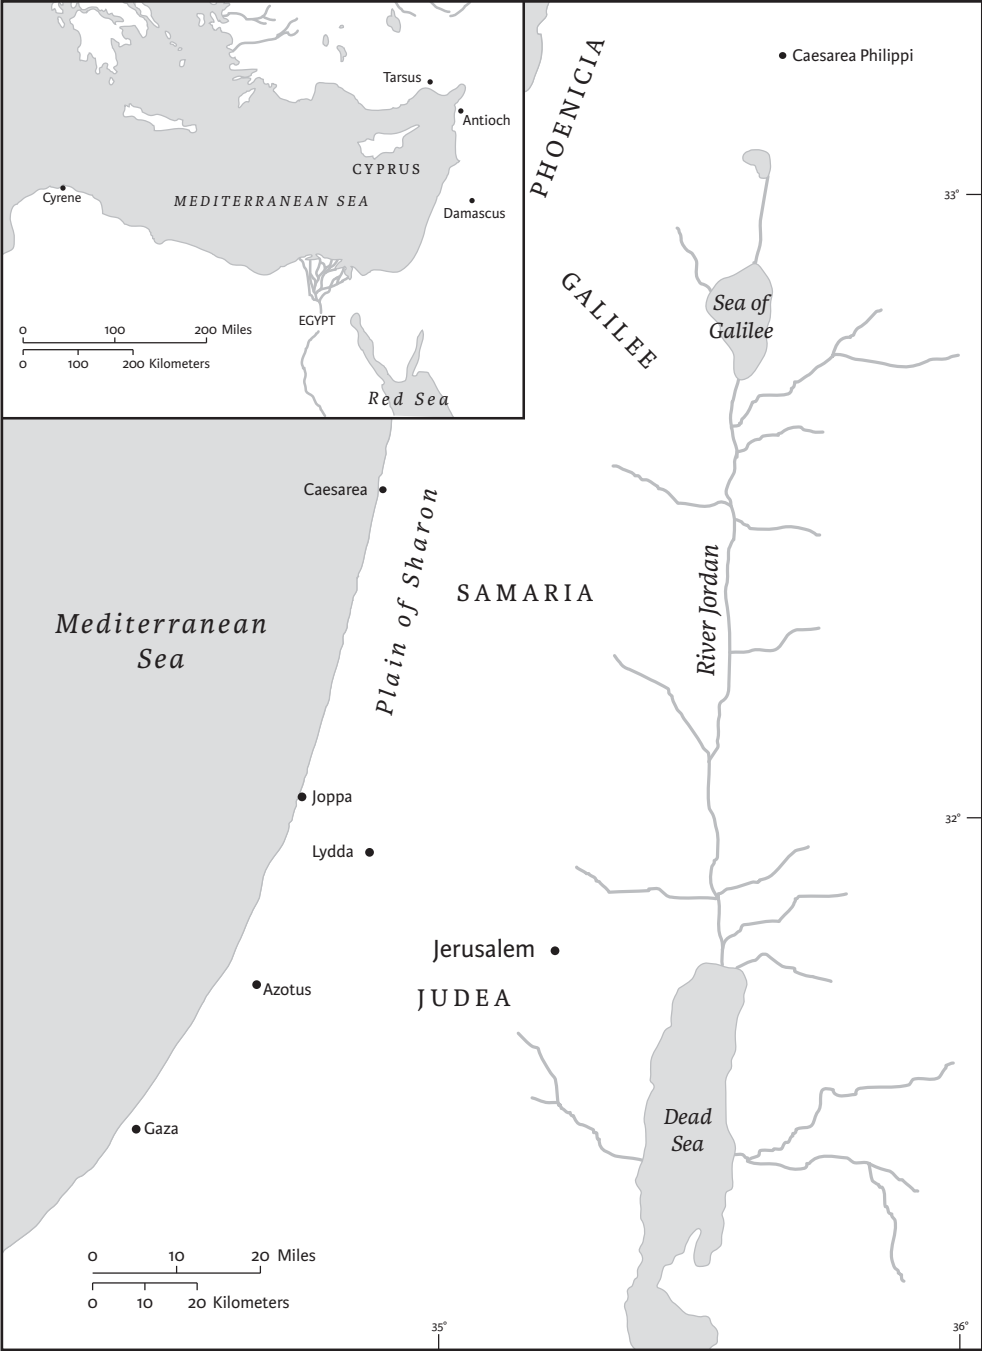 Tarsus
Antioch
CYPRUS
MEDITERRANEAN SEA
Cyrene
Damascus
EGYPT
0 100 200 Miles
0 100 200 Kilometers
Red Sea
PHOENICIA
Caesarea Philippi
33°
GALILEE
Sea of
Galilee
Caesarea
Plain of Sharon
SAMARIA
River Jordan
Mediterranean
Sea
Joppa
32°
Lydda
Jerusalem
JUDEA
Azotus
Dead
Sea
Gaza
0 10 20 Miles
0 10 20 Kilometers
35°
36°